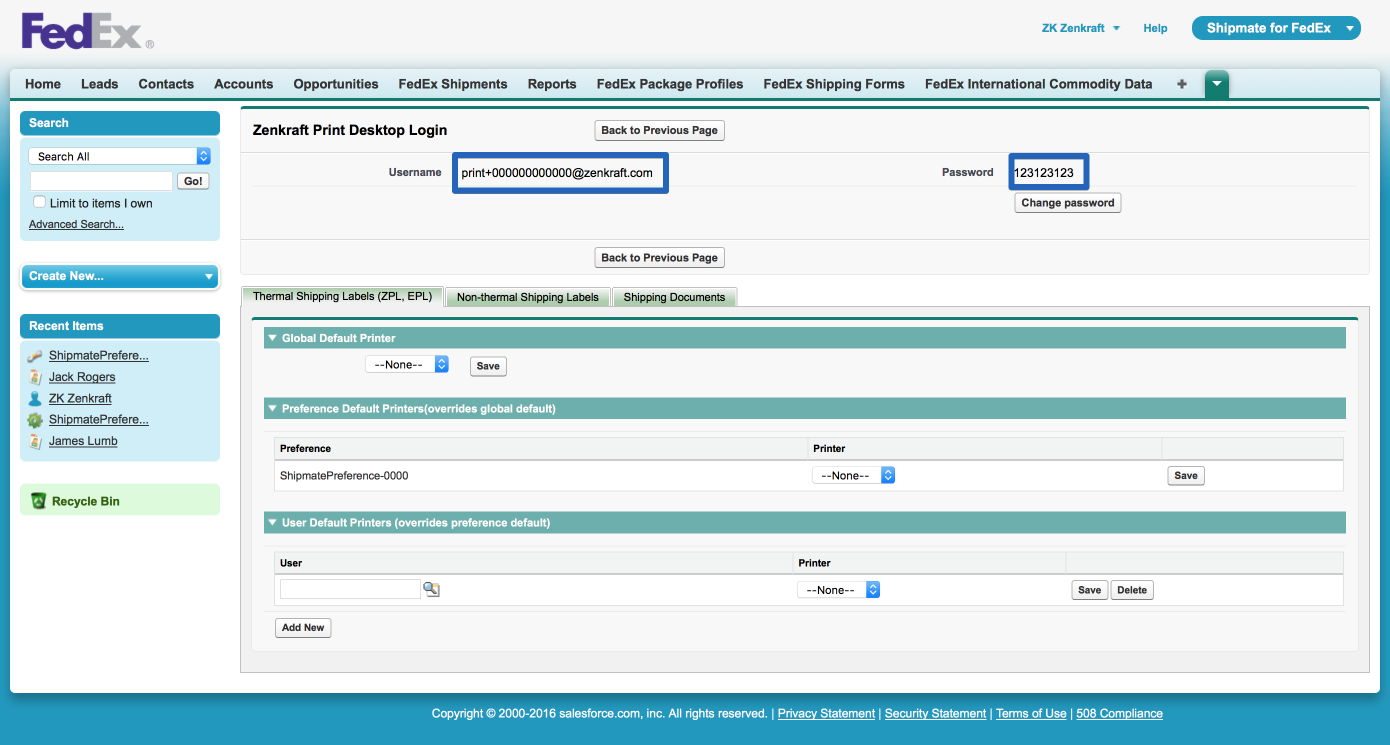 FedEx®
ZK Zenkraft Help Shipmate for FedEx
Home Leads Contacts Accounts Opportunities FedEx Shipments Reports FedEx Package Profiles FedEx Shipping Forms FedEx International Commodity Data +
Search
Search All
Go!
Limit to items I own
Advanced Search...
Create New...
Recent Items
ShipmatePrefere...
Jack Rogers
ZK Zenkraft
ShipmatePrefere...
James Lumb
Recycle Bin
Zenkraft Print Desktop Login Back to Previous Page
Username print+000000000000@zenkraft.com Password 123123123
Change password
Back to Previous Page
Thermal Shipping Labels (ZPL, EPL) Non-thermal Shipping Labels Shipping Documents
Global Default Printer
--None-- Save
Preference Default Printers(overrides global default)
Preference Printer
ShipmatePreference-0000 --None-- Save
User Default Printers (overrides preference default)
User Printer
--None-- Save Delete
Add New
Copyright © 2000-2016 salesforce.com, inc. All rights reserved. | Privacy Statement | Security Statement | Terms of Use | 508 Compliance